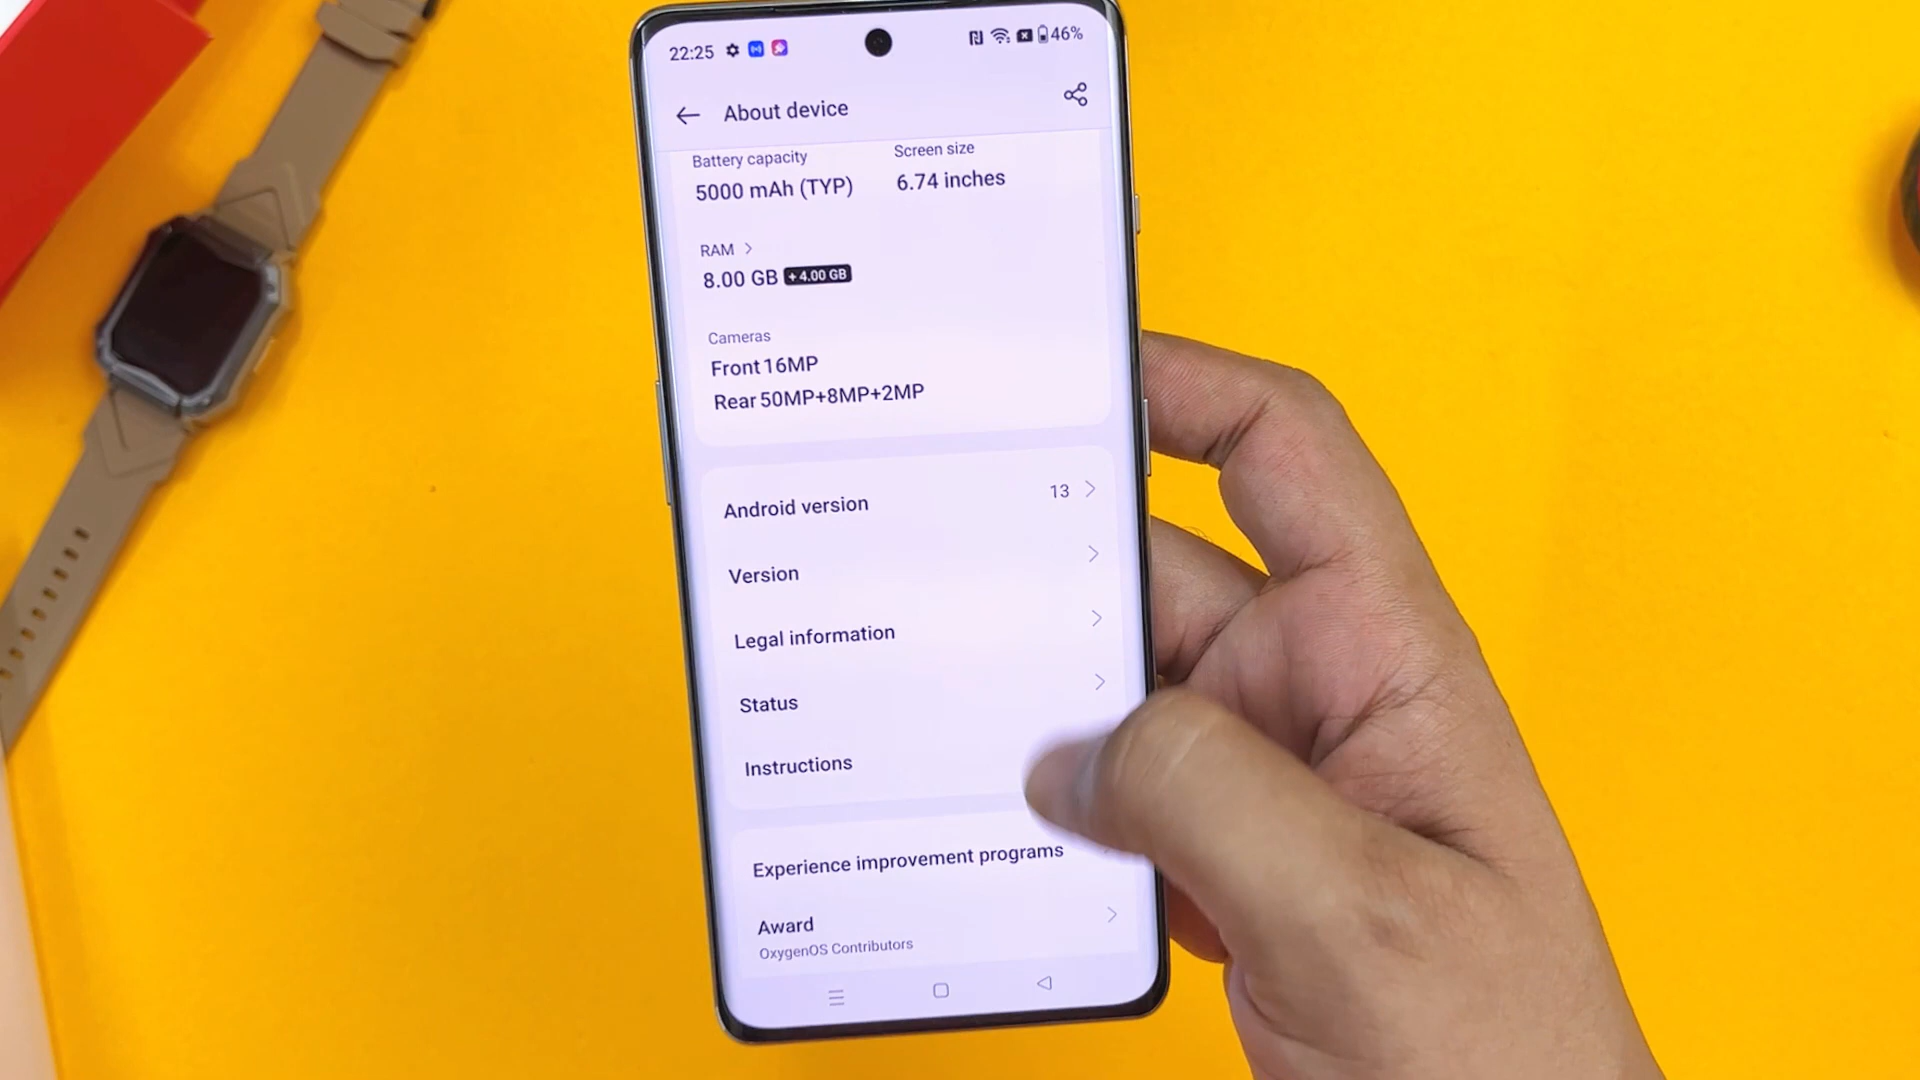 22:25
46%
About device
Battery capacity
Screen size
5000 mAh (TYP)
6.74 inches
RAM
8.00 GB +4.00 GB
Cameras
Front 16MP
Rear 50MP+8MP+2MP
Android version 13
Version
Legal information
Status
Instructions
Experience improvement programs
Award
OxygenOS Contributors